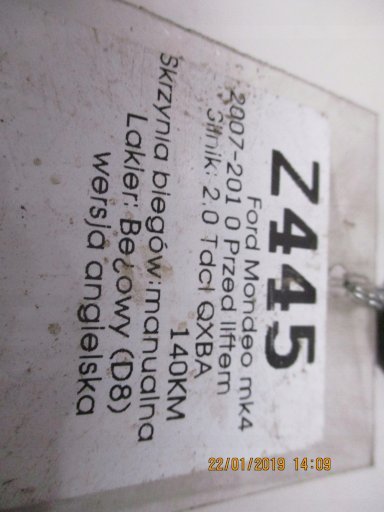 Z445
Ford Mondeo mk4
2007-2010 Przed liftem
Silnik: 2.0 Tdci QXBA
140KM
Skrzynia biegów:manualna
Lakier: Beżowy (D8)
wersja angielska
22/01/2019 14:09